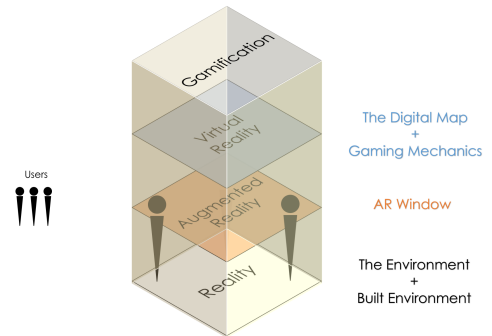 Gamification
Virtual
Reality
Augmented
Reality
Reality
Users
The Digital Map
+
Gaming Mechanics
AR Window
The Environment
+
Built Environment